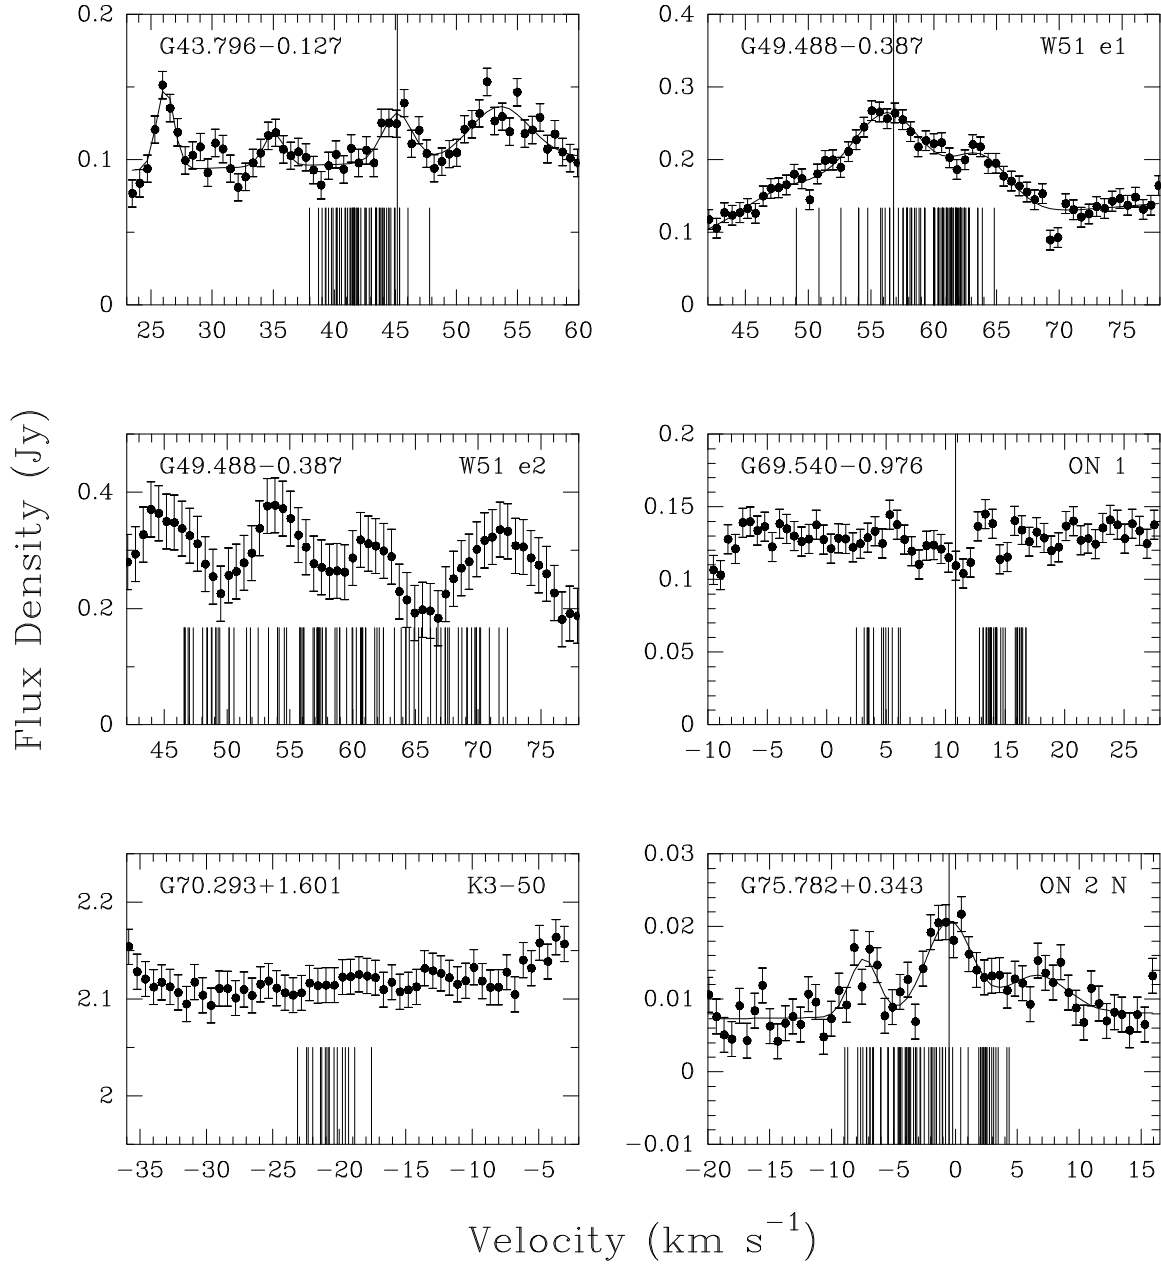 0.2
G43.796−0.127
0.1
0
25 30 35 40 45 50 55 60
0.4
G49.488−0.387 W51 e1
0.3
0.2
0.1
0
45 50 55 60 65 70 75
G49.488−0.387 W51 e2
0.4
0.2
0
45 50 55 60 65 70 75
0.2
G69.540−0.976 ON 1
0.15
0.1
0.05
0
−10 −5 0 5 10 15 20 25
G70.293+1.601 K3−50
2.2
2.1
2
−35 −30 −25 −20 −15 −10 −5
0.03
G75.782+0.343 ON 2 N
0.02
0.01
0
−0.01
−20 −15 −10 −5 0 5 10 15
Flux Density (Jy)
Velocity (km s−1)